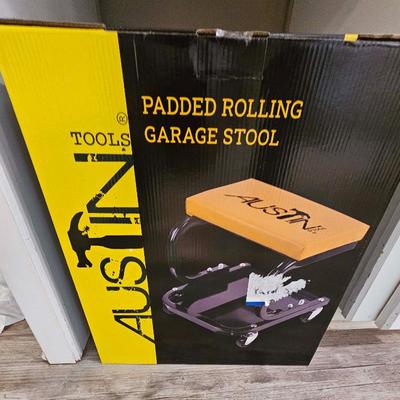 AUSTIN
TOOLS®
PADDED ROLLING
GARAGE STOOL
AUSTIN